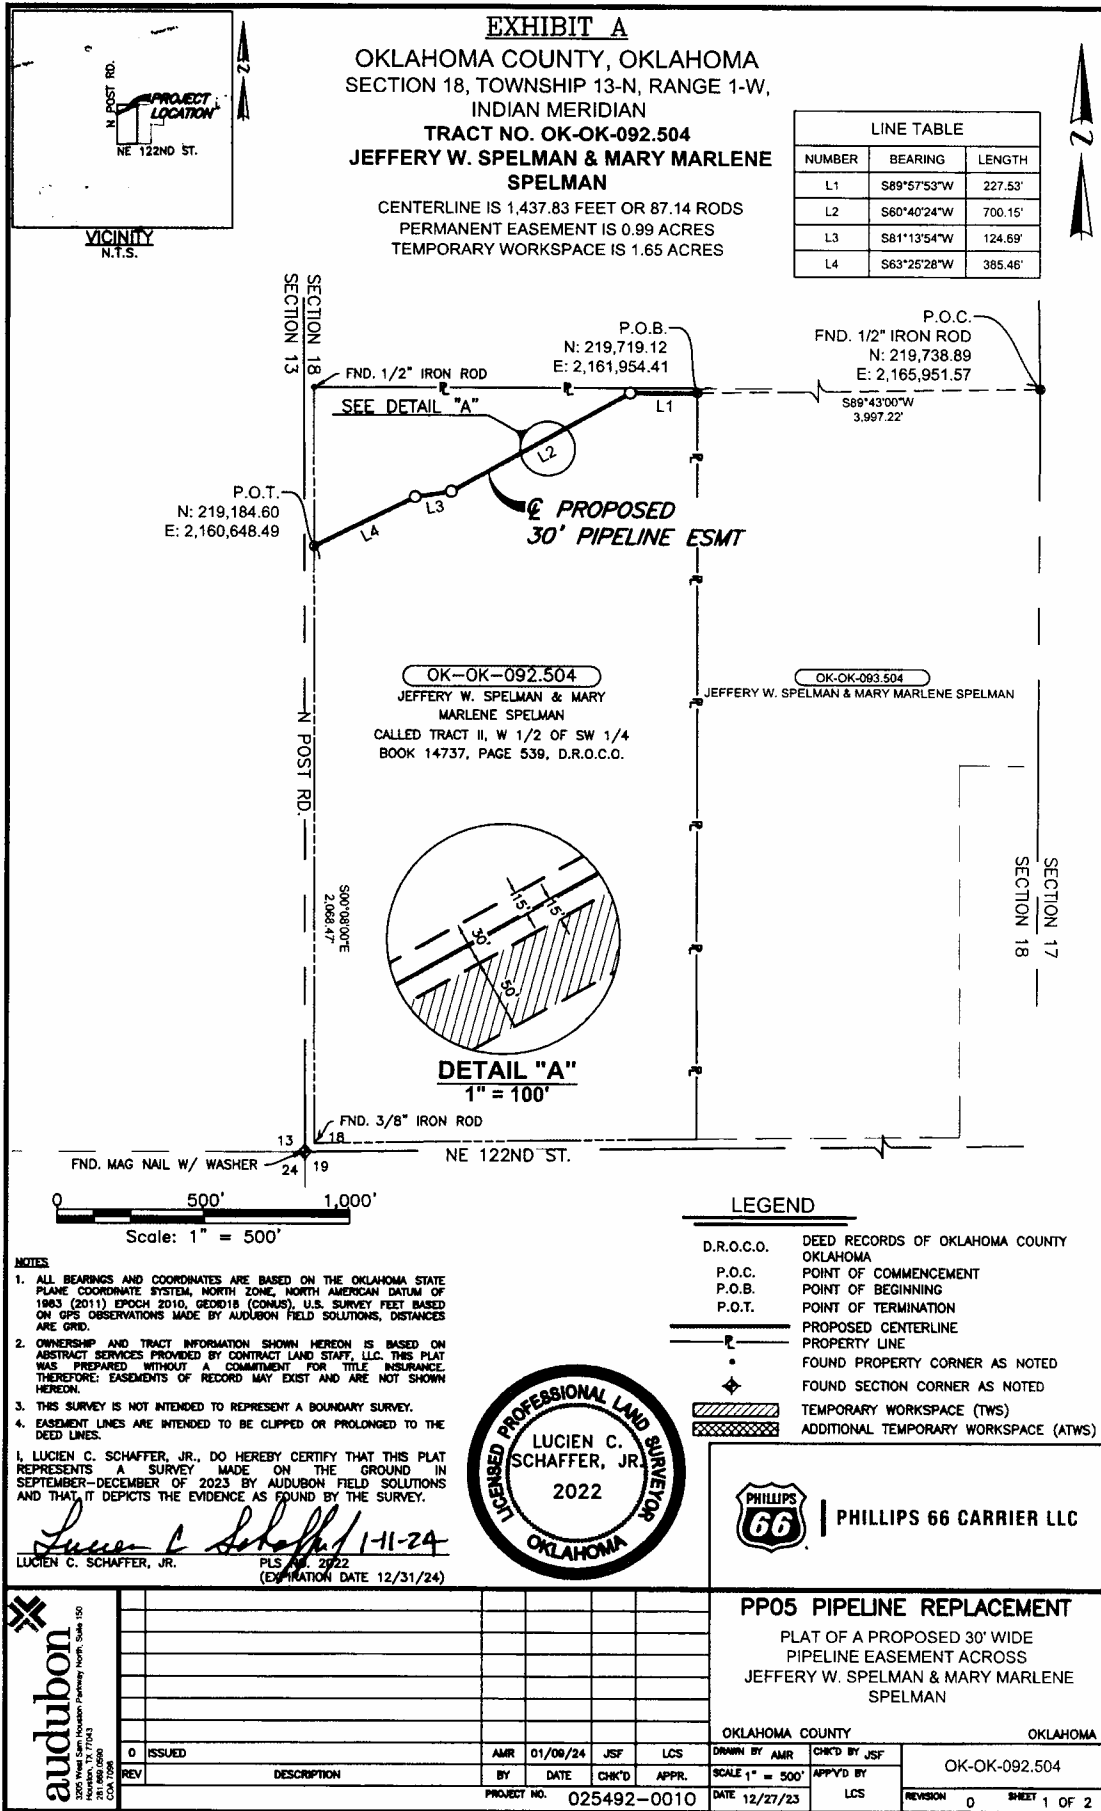 EXHIBIT A
OKLAHOMA COUNTY, OKLAHOMA
SECTION 18, TOWNSHIP 13-N, RANGE 1-W,
INDIAN MERIDIAN
TRACT NO. OK-OK-092.504
JEFFERY W. SPELMAN & MARY MARLENE
SPELMAN
CENTERLINE IS 1,437.83 FEET OR 87.14 RODS
PERMANENT EASEMENT IS 0.99 ACRES
TEMPORARY WORKSPACE IS 1.65 ACRES
N POST RD.
PROJECT
LOCATION
NE 122ND ST.
VICINITY
N.T.S.
Z
Z
LINE TABLE
NUMBER BEARING LENGTH
L1 S89°57'53"W 227.53'
L2 S60°40'24"W 700.15'
L3 S81°13'54"W 124.69'
L4 S63°25'28"W 385.46'
SECTION 18
SECTION 13
FND. 1/2" IRON ROD
SEE DETAIL "A"
P.O.B.
N: 219,719.12
E: 2,161,954.41
P.O.C.
FND. 1/2" IRON ROD
N: 219,738.89
E: 2,165,951.57
S89°43'00"W
3,997.22'
L1
L2
L3
L4
P.O.T.
N: 219,184.60
E: 2,160,648.49
℄ PROPOSED
30' PIPELINE ESMT
OK-OK-092.504
JEFFERY W. SPELMAN & MARY
MARLENE SPELMAN
CALLED TRACT II, W 1/2 OF SW 1/4
BOOK 14737, PAGE 539, D.R.O.C.O.
OK-OK-093.504
JEFFERY W. SPELMAN & MARY MARLENE SPELMAN
N POST RD.
S00°08'00"E
2,068.47'
SECTION 17
SECTION 18
15'
15'
30'
50'
DETAIL "A"
1" = 100'
FND. 3/8" IRON ROD
13 18
24 19
FND. MAG NAIL W/ WASHER
NE 122ND ST.
0 500' 1,000'
Scale: 1" = 500'
LEGEND
D.R.O.C.O. DEED RECORDS OF OKLAHOMA COUNTY
OKLAHOMA
P.O.C. POINT OF COMMENCEMENT
P.O.B. POINT OF BEGINNING
P.O.T. POINT OF TERMINATION
PROPOSED CENTERLINE
PROPERTY LINE
FOUND PROPERTY CORNER AS NOTED
FOUND SECTION CORNER AS NOTED
TEMPORARY WORKSPACE (TWS)
ADDITIONAL TEMPORARY WORKSPACE (ATWS)
NOTES
1. ALL BEARINGS AND COORDINATES ARE BASED ON THE OKLAHOMA STATE
PLANE COORDINATE SYSTEM, NORTH ZONE, NORTH AMERICAN DATUM OF
1983 (2011) EPOCH 2010, GEOID18 (CONUS), U.S. SURVEY FEET BASED
ON GPS OBSERVATIONS MADE BY AUDUBON FIELD SOLUTIONS, DISTANCES
ARE GRID.
2. OWNERSHIP AND TRACT INFORMATION SHOWN HEREON IS BASED ON
ABSTRACT SERVICES PROVIDED BY CONTRACT LAND STAFF, LLC. THIS PLAT
WAS PREPARED WITHOUT A COMMITMENT FOR TITLE INSURANCE.
THEREFORE: EASEMENTS OF RECORD MAY EXIST AND ARE NOT SHOWN
HEREON.
3. THIS SURVEY IS NOT INTENDED TO REPRESENT A BOUNDARY SURVEY.
4. EASEMENT LINES ARE INTENDED TO BE CLIPPED OR PROLONGED TO THE
DEED LINES.
I, LUCIEN C. SCHAFFER, JR., DO HEREBY CERTIFY THAT THIS PLAT
REPRESENTS A SURVEY MADE ON THE GROUND IN
SEPTEMBER-DECEMBER OF 2023 BY AUDUBON FIELD SOLUTIONS
AND THAT IT DEPICTS THE EVIDENCE AS FOUND BY THE SURVEY.
Lucien C Schaffer 1-11-24
LUCIEN C. SCHAFFER, JR. PLS NO. 2022
(EXPIRATION DATE 12/31/24)
LICENSED PROFESSIONAL LAND SURVEYOR
LUCIEN C.
SCHAFFER, JR.
2022
OKLAHOMA
PHILLIPS
66
PHILLIPS 66 CARRIER LLC
audubon
3205 West Sam Houston Parkway North, Suite 150
Houston, TX 77043
281.669.0590
COA 7098
0 ISSUED AMR 01/09/24 JSF LCS
REV DESCRIPTION BY DATE CHK'D APPR.
PROJECT NO. 025492-0010
PP05 PIPELINE REPLACEMENT
PLAT OF A PROPOSED 30' WIDE
PIPELINE EASEMENT ACROSS
JEFFERY W. SPELMAN & MARY MARLENE
SPELMAN
OKLAHOMA COUNTY OKLAHOMA
DRAWN BY AMR CHK'D BY JSF
SCALE 1" = 500' APPV'D BY
DATE 12/27/23 LCS
OK-OK-092.504
REVISION 0 SHEET 1 OF 2